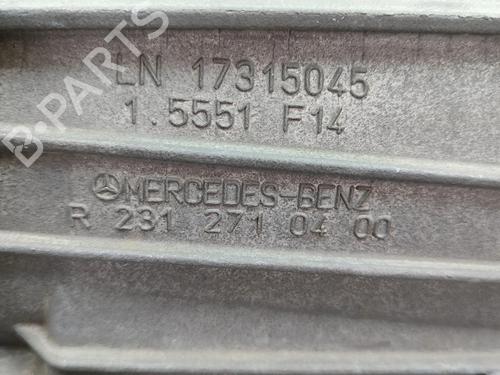 LN 17315045
1.5551 F14
MERCEDES-BENZ
R 231 271 04 00
B-PARTS